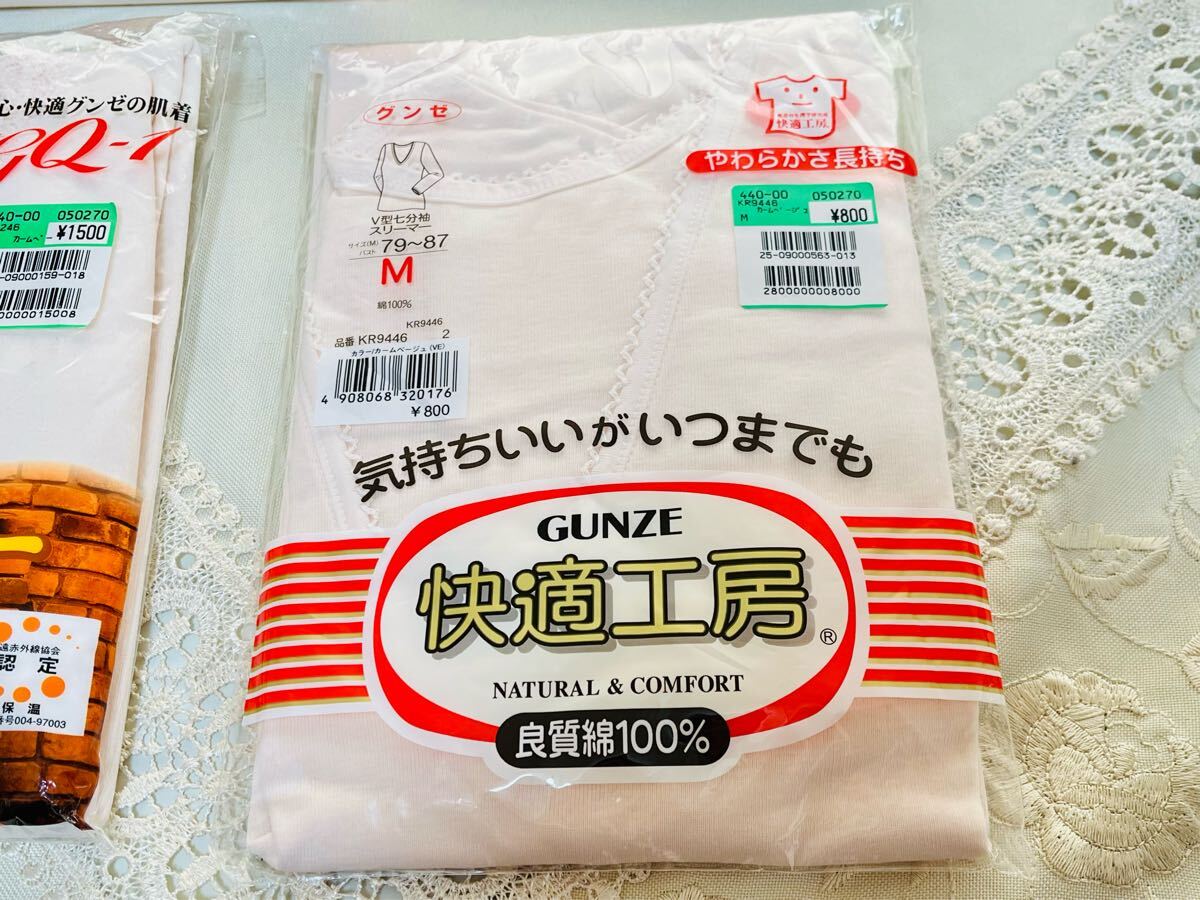 心・快適グンゼの肌着
GQ-1
40-00 050270
246
カームベ-
¥1500
-09000159-018
0000015008
遠赤外線協会
認定
保温
番号004-97003
グンゼ
V型七分袖
スリーマー
サイズ(M)
バスト 79~87
M
綿100%
KR9446
品番 KR9446 2
カラー/カームベージュ(VE)
4 908068 320176
¥800
快適工房
やわらかさ長持ち
440-00 050270
KR9446
M カームベージュ
¥800
25-09000563-013
2800000008000
気持ちいいがいつまでも
GUNZE
快適工房®
NATURAL & COMFORT
良質綿100%